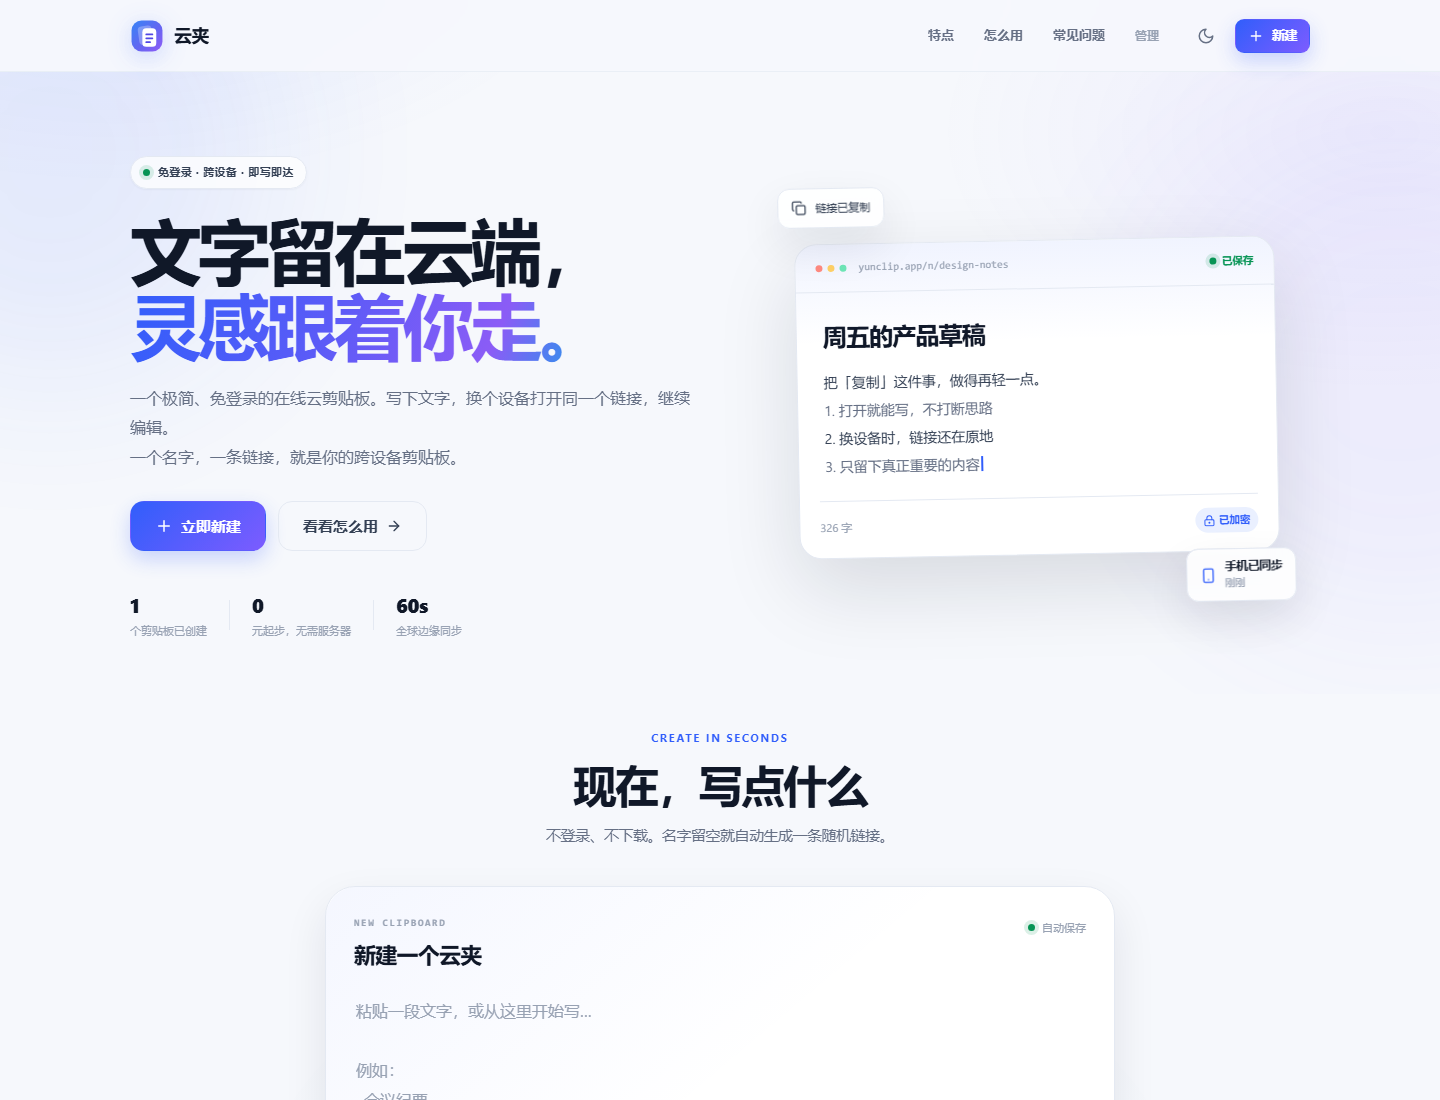 云夹
特点 怎么用 常见问题 管理 新建
免登录 · 跨设备 · 即写即达
文字留在云端，
灵感跟着你走。
一个极简、免登录的在线云剪贴板。写下文字，换个设备打开同一个链接，继续
编辑。
一个名字，一条链接，就是你的跨设备剪贴板。
立即新建 看看怎么用
1
个剪贴板已创建
0
元起步，无需服务器
60s
全球边缘同步
链接已复制
yunclip.app/n/design-notes 已保存
周五的产品草稿
把「复制」这件事，做得再轻一点。
1. 打开就能写，不打断思路
2. 换设备时，链接还在原地
3. 只留下真正重要的内容
326 字 已加密
手机已同步
刚刚
CREATE IN SECONDS
现在，写点什么
不登录、不下载。名字留空就自动生成一条随机链接。
NEW CLIPBOARD
新建一个云夹
自动保存
粘贴一段文字，或从这里开始写...
例如：
会议纪要